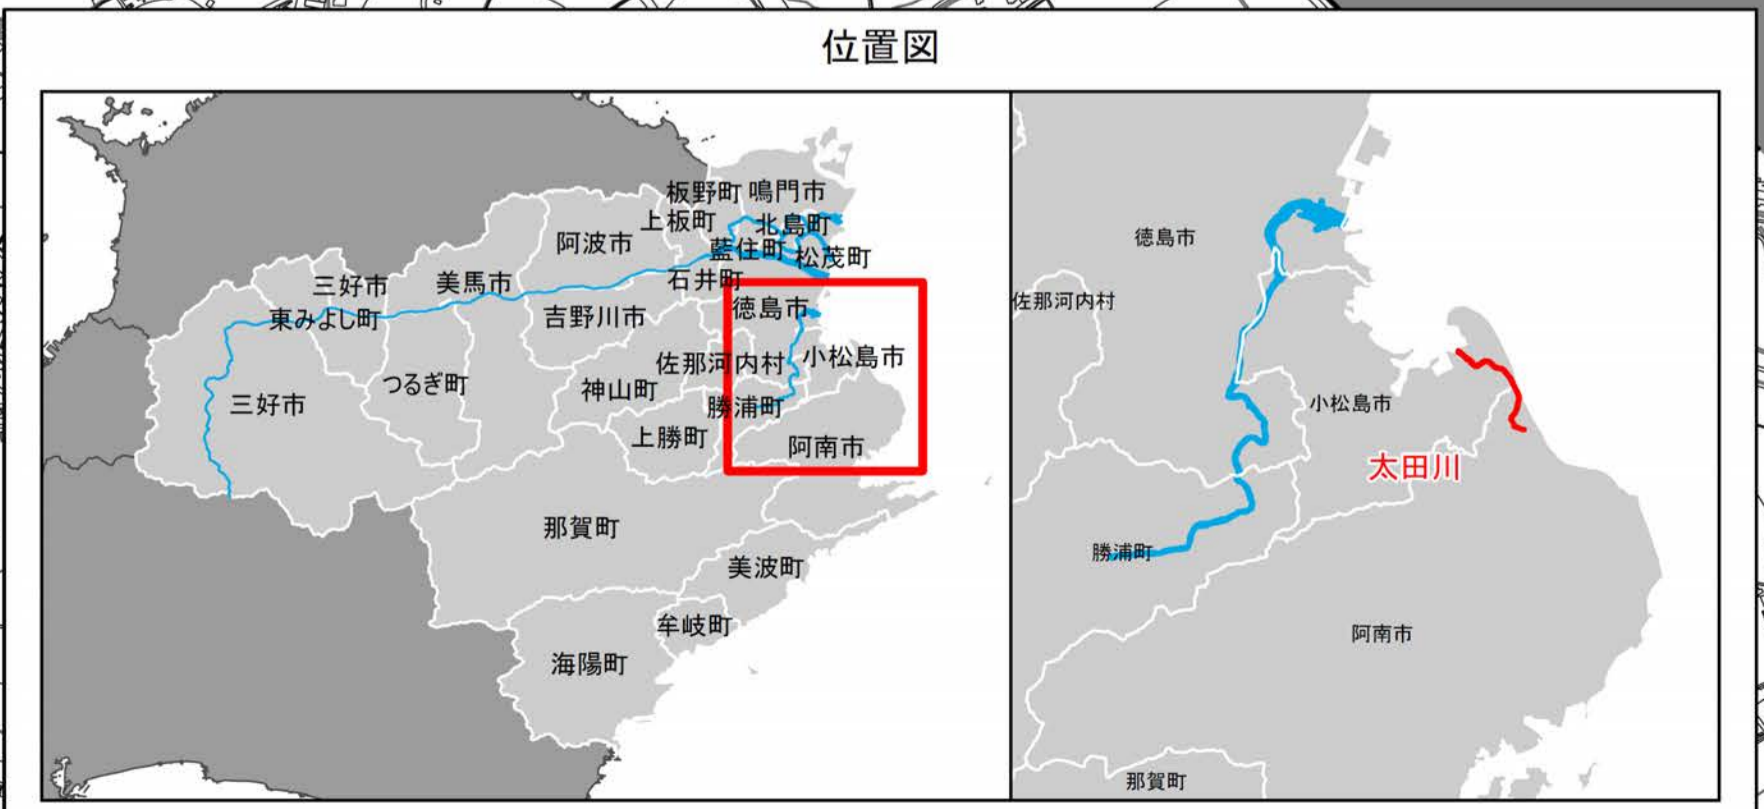 位置図
板野町
鳴門市
上板町
北島町
阿波市
藍住町
松茂町
三好市
美馬市
石井町
東みよし町
吉野川市
徳島市
佐那河内村
小松島市
つるぎ町
神山町
三好市
勝浦町
上勝町
阿南市
那賀町
美波町
牟岐町
海陽町
徳島市
佐那河内村
小松島市
太田川
勝浦町
阿南市
那賀町